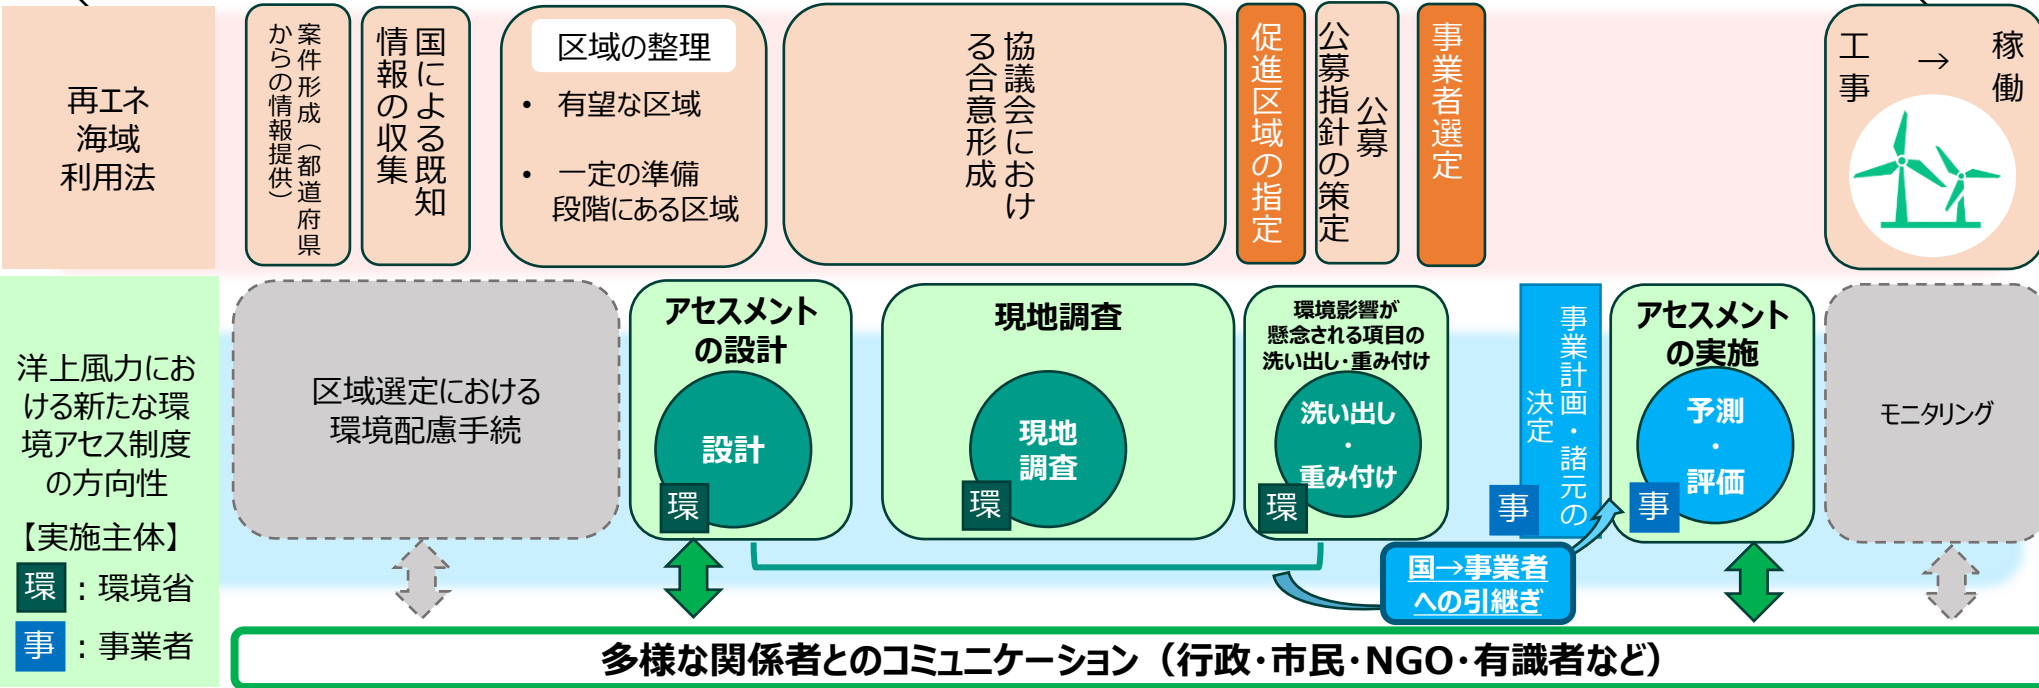 再エネ
海域
利用法
案件形成（都道府県
からの情報提供）
国による既知
情報の収集
区域の整理
• 有望な区域
• 一定の準備
段階にある区域
協議会におけ
る合意形成
促進区域の指定
公募
公募指針の策定
事業者選定
工事
→
稼働
洋上風力にお
ける新たな環
境アセス制度
の方向性
【実施主体】
環：環境省
事：事業者
区域選定における
環境配慮手続
アセスメント
の設計
設計
環
現地調査
現地
調査
環
環境影響が
懸念される項目の
洗い出し・重み付け
洗い出し
・
重み付け
環
事業計画・諸元の
決定
事
アセスメント
の実施
予測
・
評価
事
モニタリング
国→事業者
への引継ぎ
多様な関係者とのコミュニケーション（行政・市民・NGO・有識者など）